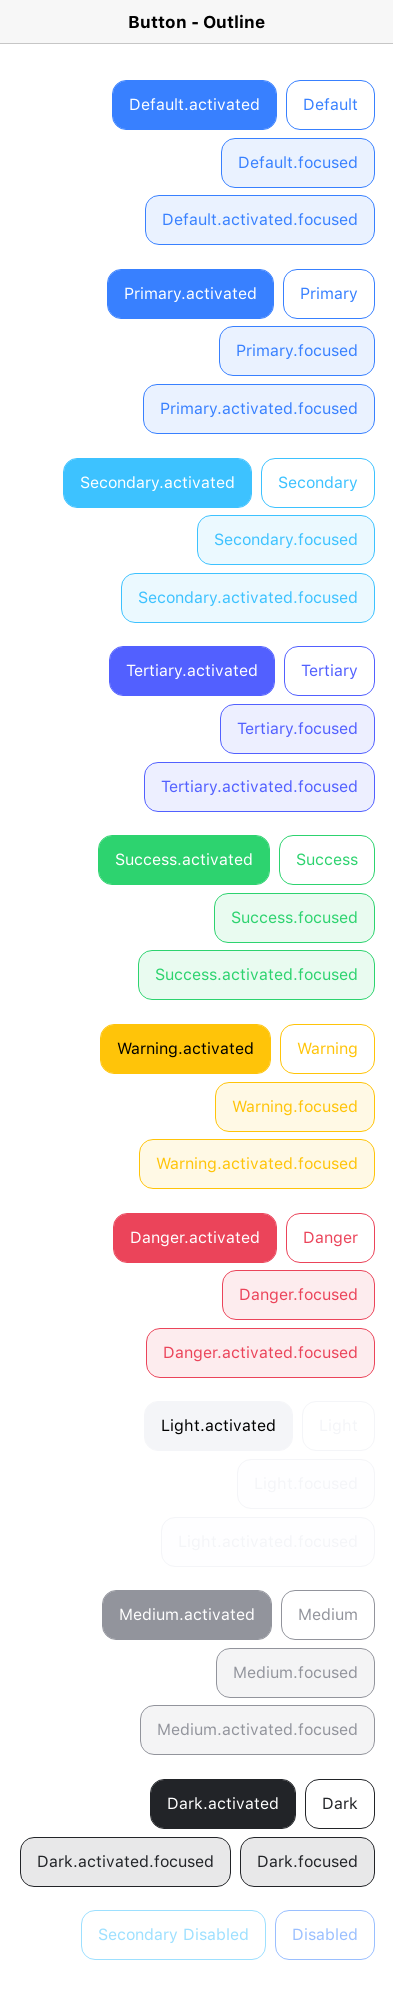 Button - Outline
Default.activated Default
Default.focused
Default.activated.focused
Primary.activated Primary
Primary.focused
Primary.activated.focused
Secondary.activated Secondary
Secondary.focused
Secondary.activated.focused
Tertiary.activated Tertiary
Tertiary.focused
Tertiary.activated.focused
Success.activated Success
Success.focused
Success.activated.focused
Warning.activated Warning
Warning.focused
Warning.activated.focused
Danger.activated Danger
Danger.focused
Danger.activated.focused
Light.activated Light
Light.focused
Light.activated.focused
Medium.activated Medium
Medium.focused
Medium.activated.focused
Dark.activated Dark
Dark.activated.focused Dark.focused
Secondary Disabled Disabled